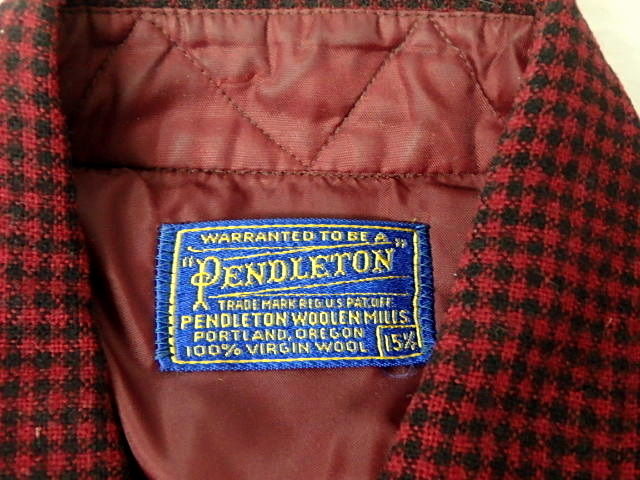 WARRANTED TO BE A
"PENDLETON"
TRADE MARK REG U.S. PAT. OFF.
PENDLETON WOOLEN MILLS
PORTLAND, OREGON
100% VIRGIN WOOL 15½